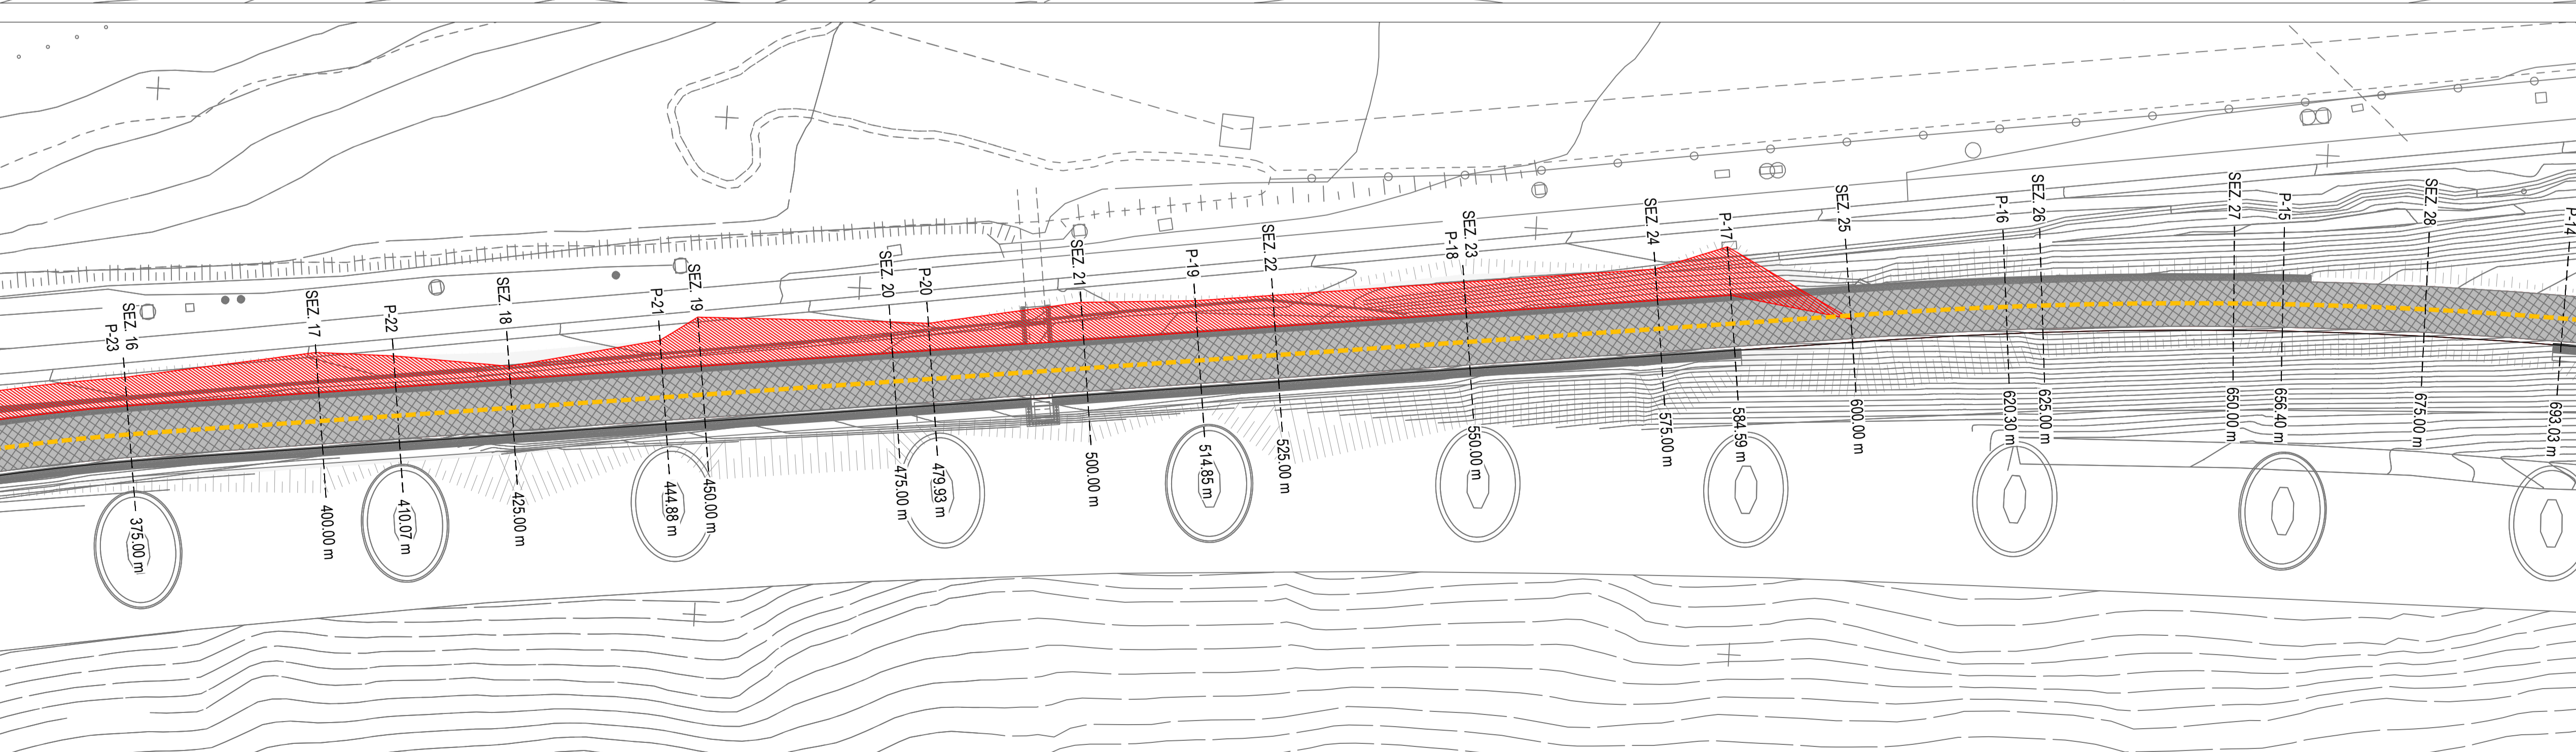 SEZ. 16
P-23
375.00 m
SEZ. 17
400.00 m
P-22
410.07 m
SEZ. 18
425.00 m
P-21
444.88 m
SEZ. 19
450.00 m
SEZ. 20
475.00 m
P-20
479.93 m
SEZ. 21
500.00 m
P-19
514.85 m
SEZ. 22
525.00 m
SEZ. 23
P-18
550.00 m
SEZ. 24
575.00 m
P-17
584.59 m
SEZ. 25
600.00 m
P-16
620.30 m
SEZ. 26
625.00 m
SEZ. 27
650.00 m
P-15
656.40 m
SEZ. 28
675.00 m
P-14
693.03 m